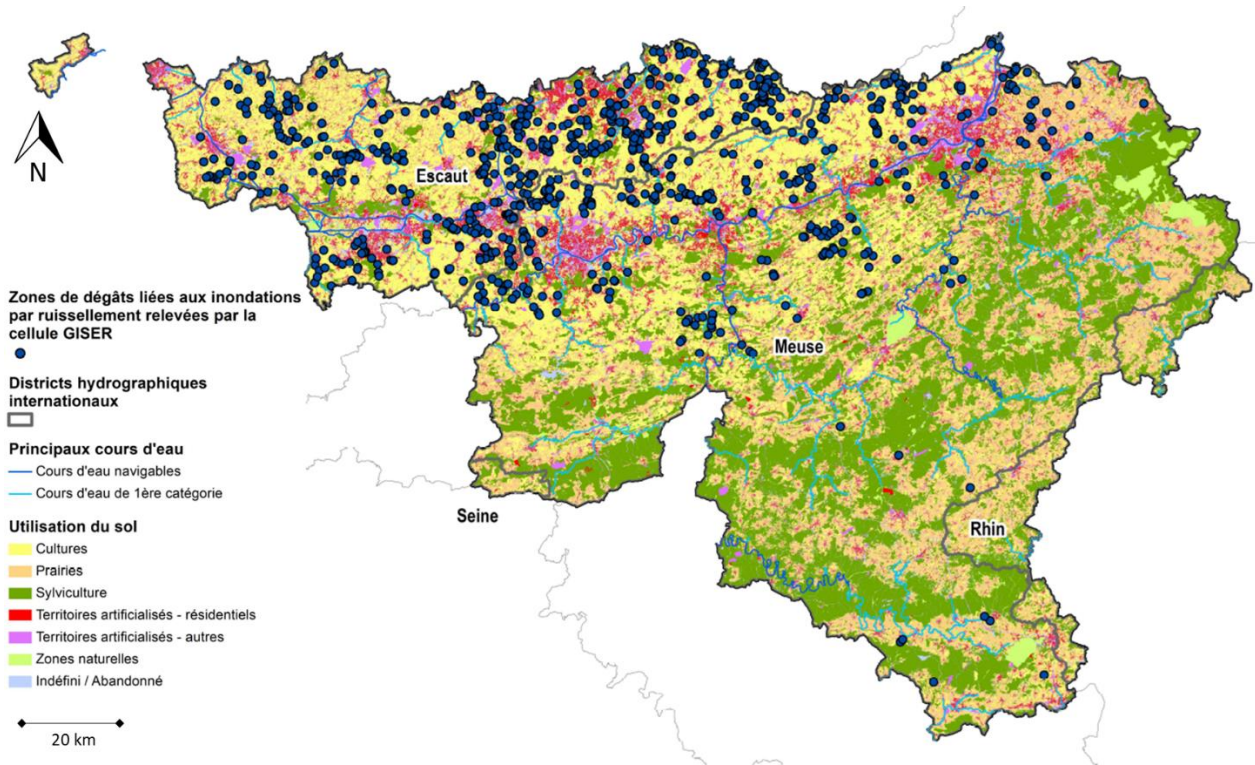 N
Escaut
Meuse
Seine
Rhin
Zones de dégâts liées aux inondations
par ruissellement relevées par la
cellule GISER
Districts hydrographiques
internationaux
Principaux cours d'eau
Cours d'eau navigables
Cours d'eau de 1ère catégorie
Utilisation du sol
Cultures
Prairies
Sylviculture
Territoires artificialisés - résidentiels
Territoires artificialisés - autres
Zones naturelles
Indéfini / Abandonné
20 km